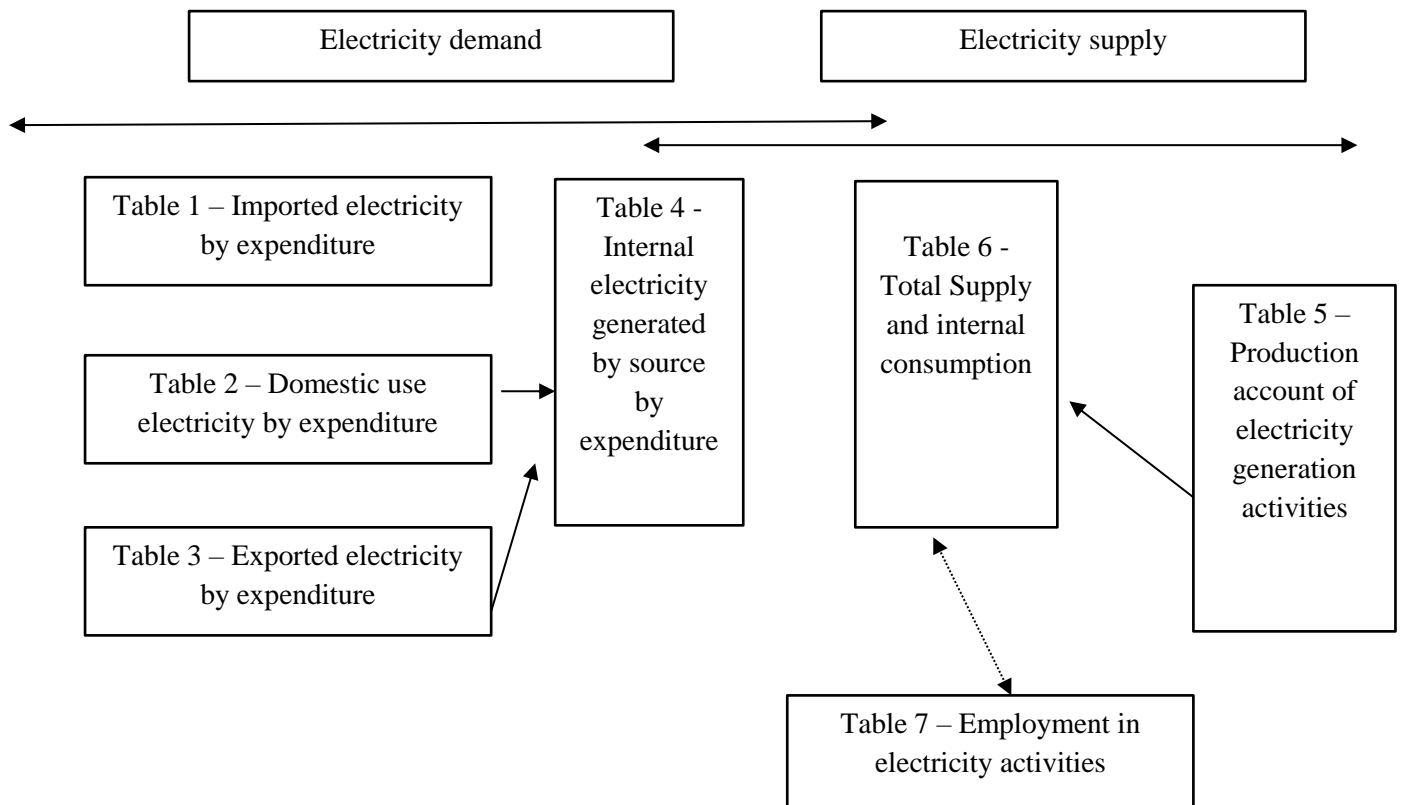 Electricity demand
Electricity supply
Table 1 – Imported electricity
by expenditure
Table 2 – Domestic use
electricity by expenditure
Table 3 – Exported electricity
by expenditure
Table 4 -
Internal
electricity
generated
by source
by
expenditure
Table 6 -
Total Supply
and internal
consumption
Table 5 –
Production
account of
electricity
generation
activities
Table 7 – Employment in
electricity activities